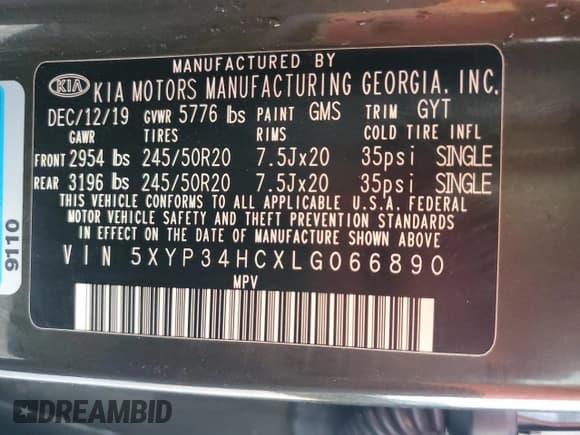 MANUFACTURED BY
KIA KIA MOTORS MANUFACTURING GEORGIA, INC.
DEC/12/19 GVWR 5776 lbs PAINT GMS TRIM GYT
GAWR TIRES RIMS COLD TIRE INFL
FRONT 2954 lbs 245/50R20 7.5Jx20 35psi SINGLE
REAR 3196 lbs 245/50R20 7.5Jx20 35psi SINGLE
THIS VEHICLE CONFORMS TO ALL APPLICABLE U.S.A. FEDERAL
MOTOR VEHICLE SAFETY AND THEFT PREVENTION STANDARDS
IN EFFECT ON THE DATE OF MANUFACTURE SHOWN ABOVE
VIN 5XYP34HCXLG066890
MPV
9110
DREAMBID